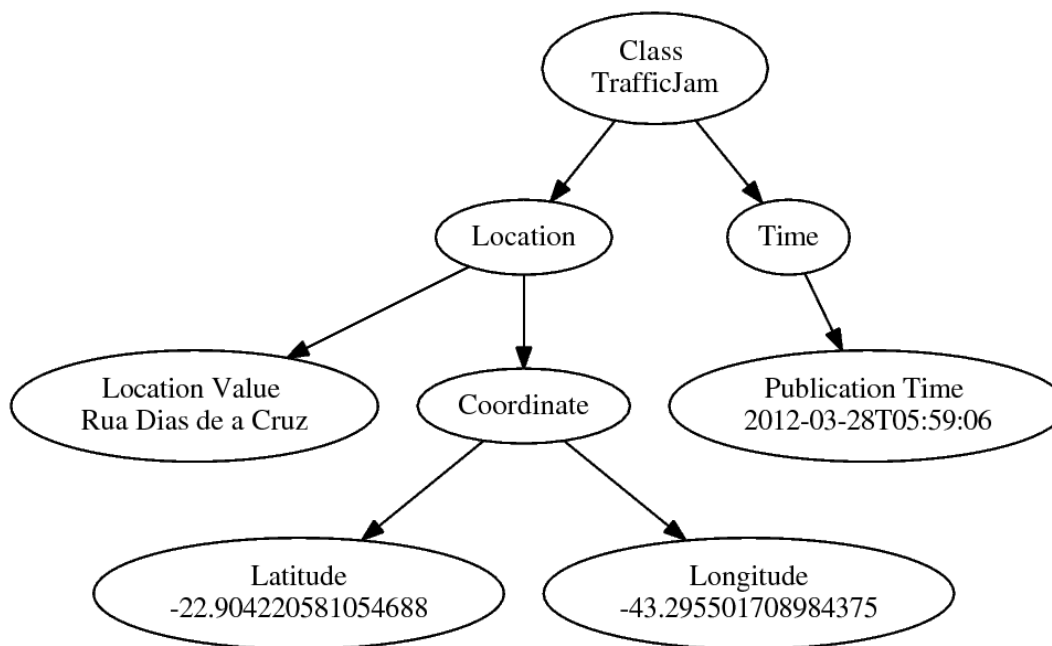 Class
TrafficJam
Location
Time
Location Value
Rua Dias de a Cruz
Coordinate
Publication Time
2012-03-28T05:59:06
Latitude
-22.904220581054688
Longitude
-43.295501708984375